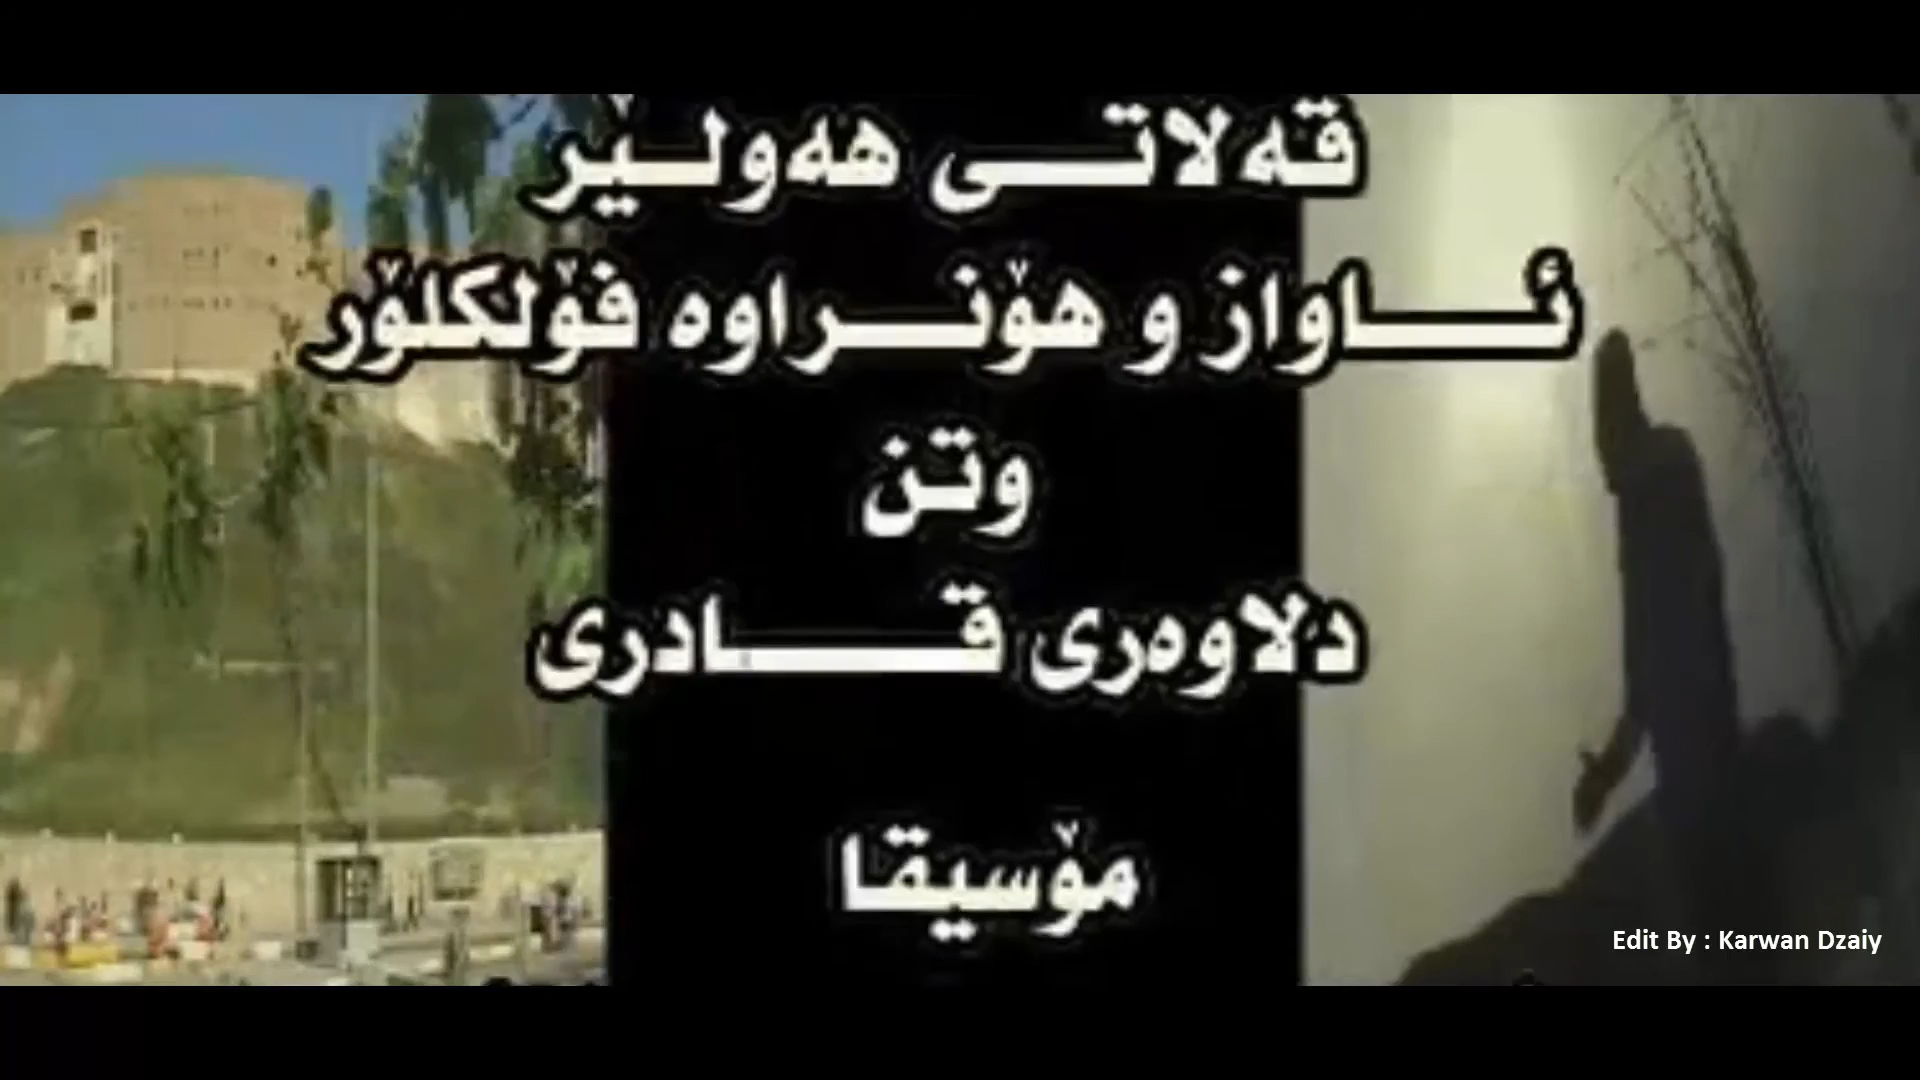 قەلاتی هەولێر
ئاواز و هۆنراوە فۆلکلۆر
وتن
دلاوەری قادری
مۆسیقا
Edit By : Karwan Dzaiy